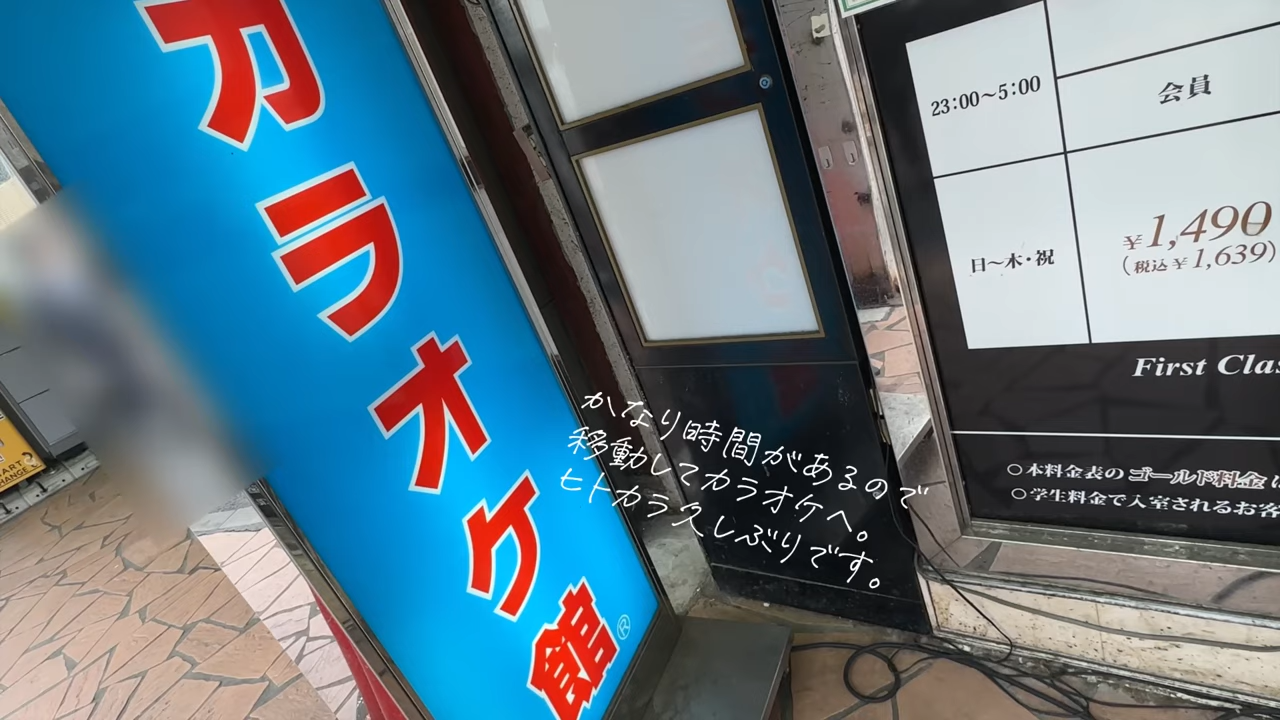 カラオケ館®
23:00〜5:00
会員
日〜木・祝
¥1,490
(税込¥1,639)
First Clas
○本料金表のゴールド料金は
○学生料金で入室されるお客
かなり時間があるので
移動してカラオケへ。
ヒトカラ久しぶりです。